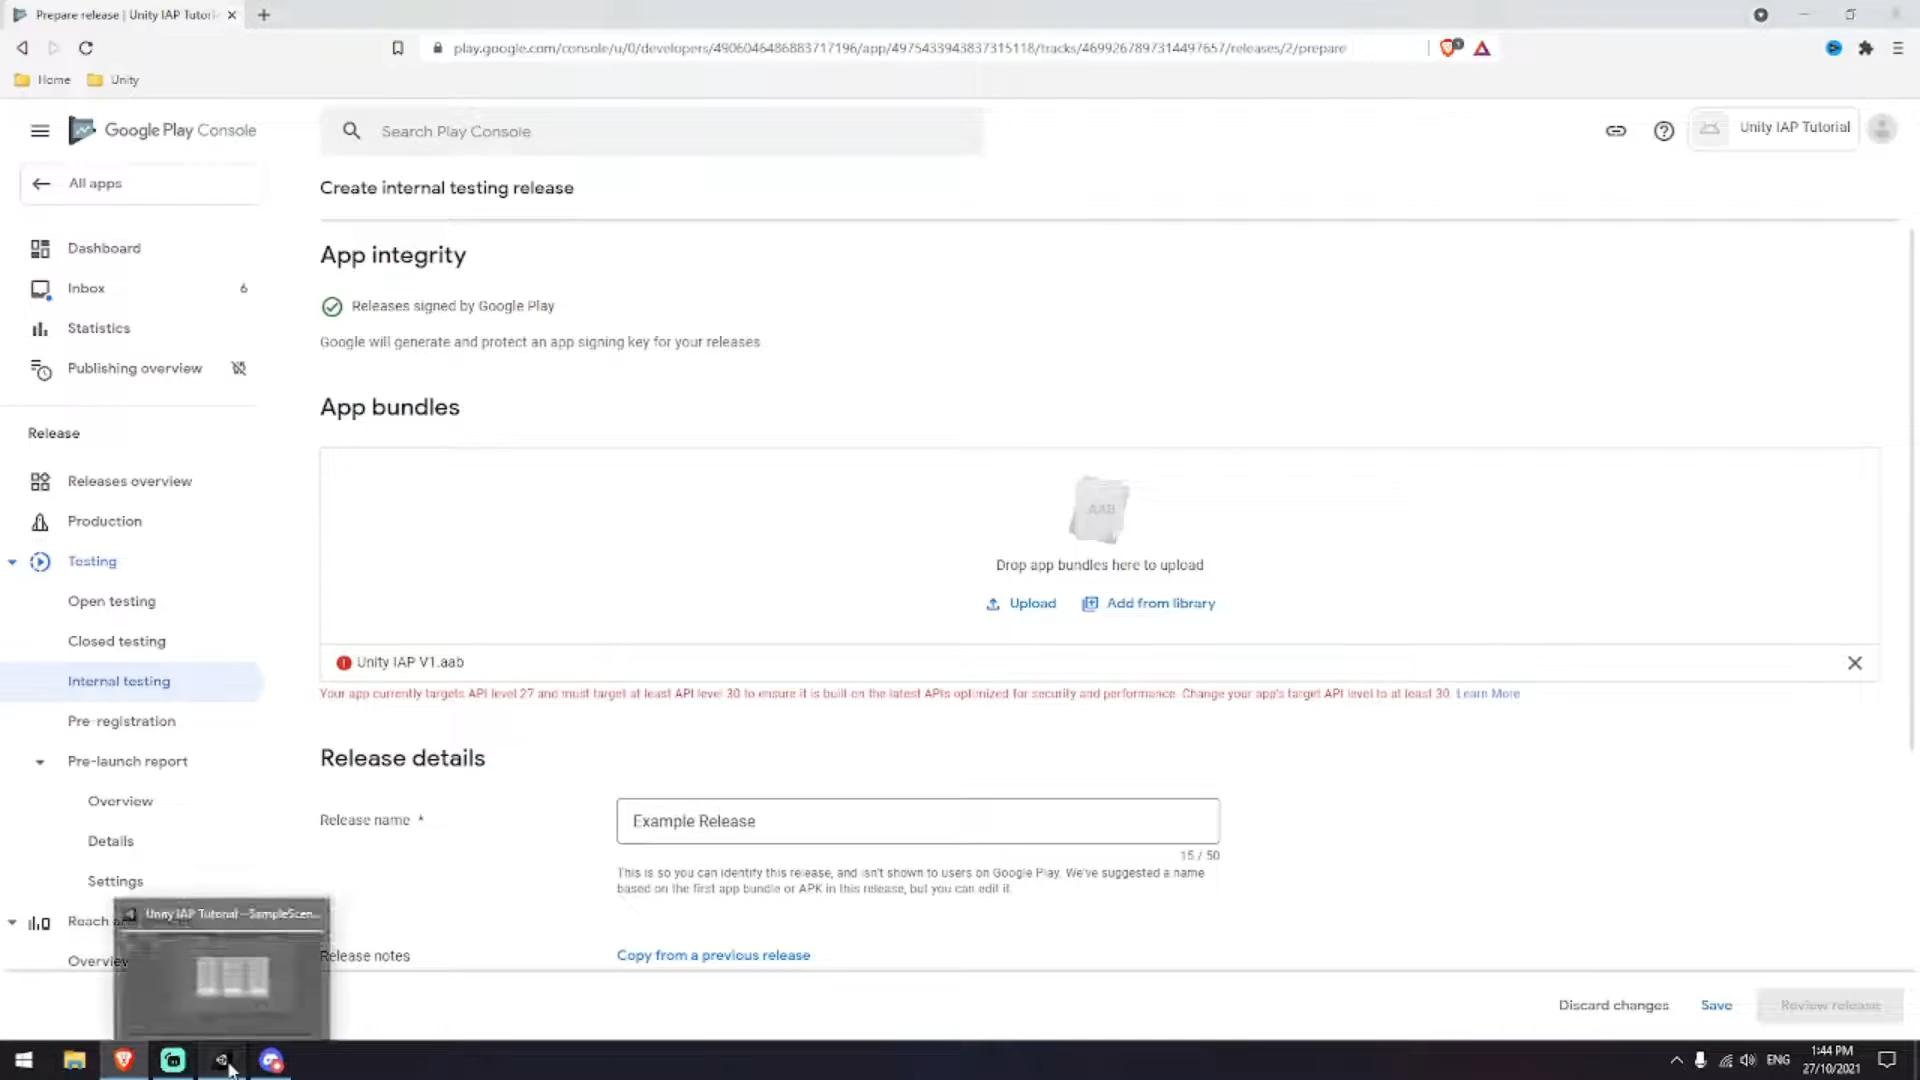 Prepare release | Unity IAP Tutori
play.google.com/console/u/0/developers/4906046486883717196/app/4975433943837315118/tracks/4699267897314497657/releases/2/prepare
Home Unity
Google Play Console
Search Play Console
Unity IAP Tutorial
All apps
Create internal testing release
Dashboard
Inbox 6
Statistics
Publishing overview
Release
Releases overview
Production
Testing
Open testing
Closed testing
Internal testing
Pre-registration
Pre-launch report
Overview
Details
Settings
Reach a
Overview
App integrity
Releases signed by Google Play
Google will generate and protect an app signing key for your releases
App bundles
AAB
Drop app bundles here to upload
Upload Add from library
Unity IAP V1.aab
Your app currently targets API level 27 and must target at least API level 30 to ensure it is built on the latest APIs optimized for security and performance. Change your app's target API level to at least 30. Learn More
Release details
Release name *
Example Release
15 / 50
This is so you can identify this release, and isn't shown to users on Google Play. We've suggested a name
based on the first app bundle or APK in this release, but you can edit it.
Release notes
Copy from a previous release
Discard changes Save Review release
Unity IAP Tutorial - SampleScen...
ENG
1:44 PM
27/10/2021